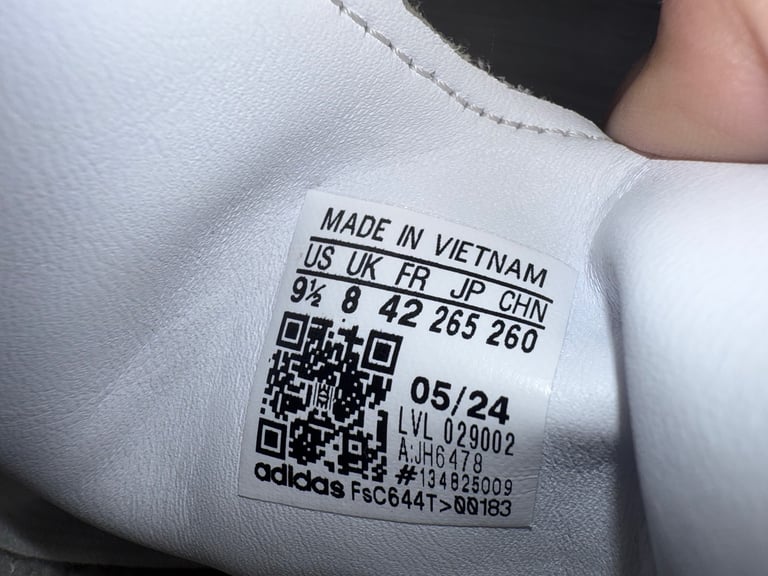 MADE IN VIETNAM
US UK FR JP CHN
9½ 8 42 265 260
05/24
LVL 029002
A:JH6478
#134825009
adidas FsC644T>00183